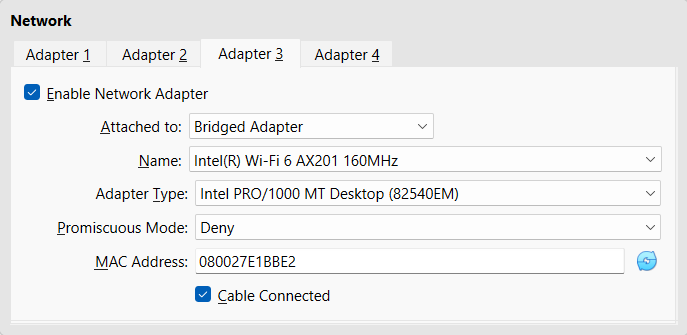 Network
Adapter 1 Adapter 2 Adapter 3 Adapter 4
Enable Network Adapter
Attached to: Bridged Adapter
Name: Intel(R) Wi-Fi 6 AX201 160MHz
Adapter Type: Intel PRO/1000 MT Desktop (82540EM)
Promiscuous Mode: Deny
MAC Address: 080027E1BBE2
Cable Connected